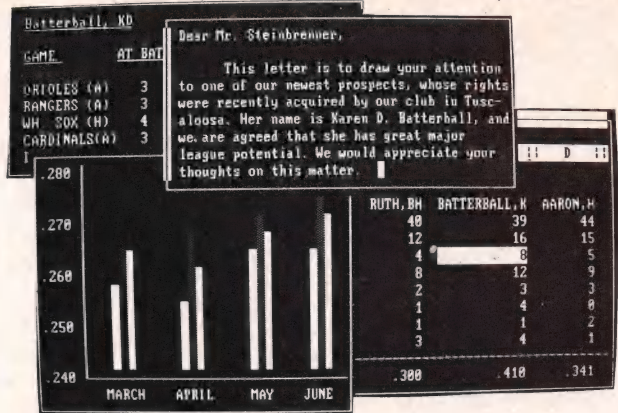 Batterball, KD
GAME AT BAT
ORIOLES (A) 3
RANGERS (A) 3
WH SOX (H) 4
CARDINALS(A) 3
Dear Mr. Steinbrenner,
This letter is to draw your attention
to one of our newest prospects, whose rights
were recently acquired by our club in Tusc-
aloosa. Her name is Karen D. Batterball, and
we are agreed that she has great major
league potential. We would appreciate your
thoughts on this matter.
D
RUTH,BH BATTERBALL,K AARON,H
40 39 44
12 16 15
4 8 5
8 12 9
2 3 3
1 4 0
1 1 2
3 4 1
.300 .410 .341
.280
.270
.260
.250
.240
MARCH APRIL MAY JUNE